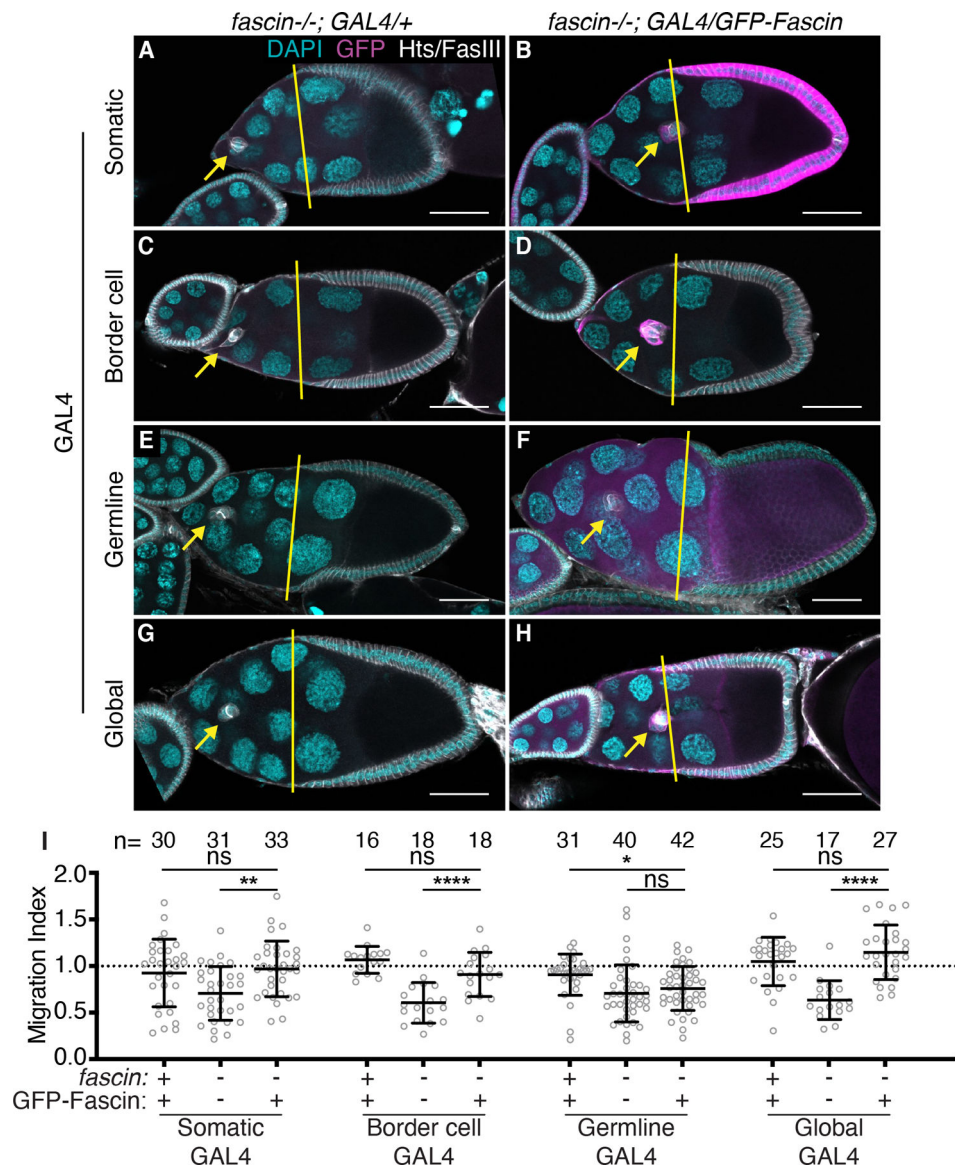 fascin-/-; GAL4/+
fascin-/-; GAL4/GFP-Fascin
A
DAPI GFP Hts/FasIII
B
Somatic
C
D
Border cell
GAL4
E
F
Germline
G
H
Global
I
n= 30 31 33 16 18 18 31 40 42 25 17 27
ns ns * ns
** **** ns ****
Migration Index
2.0
1.5
1.0
0.5
0.0
fascin: + - - + - - + - - + - -
GFP-Fascin: + - + + - + + - + + - +
Somatic GAL4
Border cell GAL4
Germline GAL4
Global GAL4